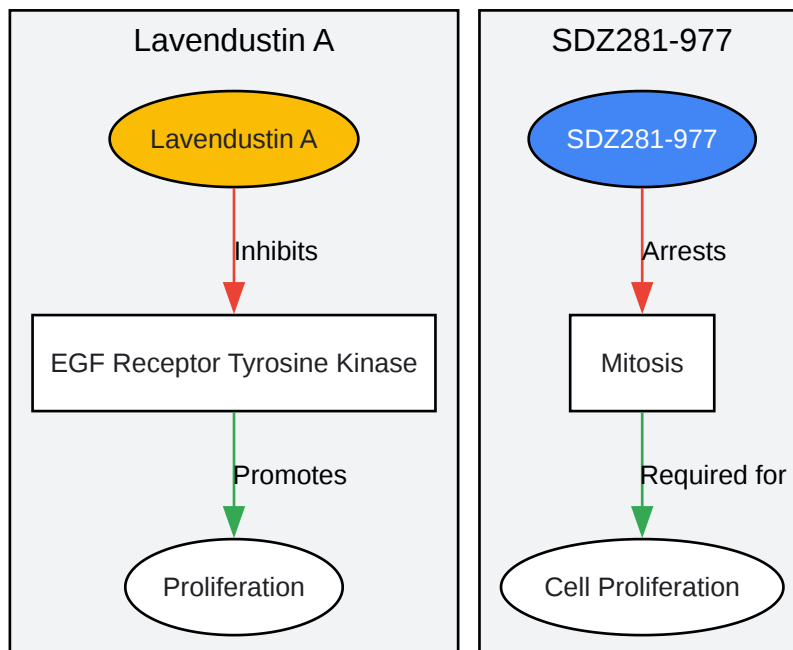 Lavendustin A
Lavendustin A
Inhibits
EGF Receptor Tyrosine Kinase
Promotes
Proliferation
SDZ281-977
SDZ281-977
Arrests
Mitosis
Required for
Cell Proliferation